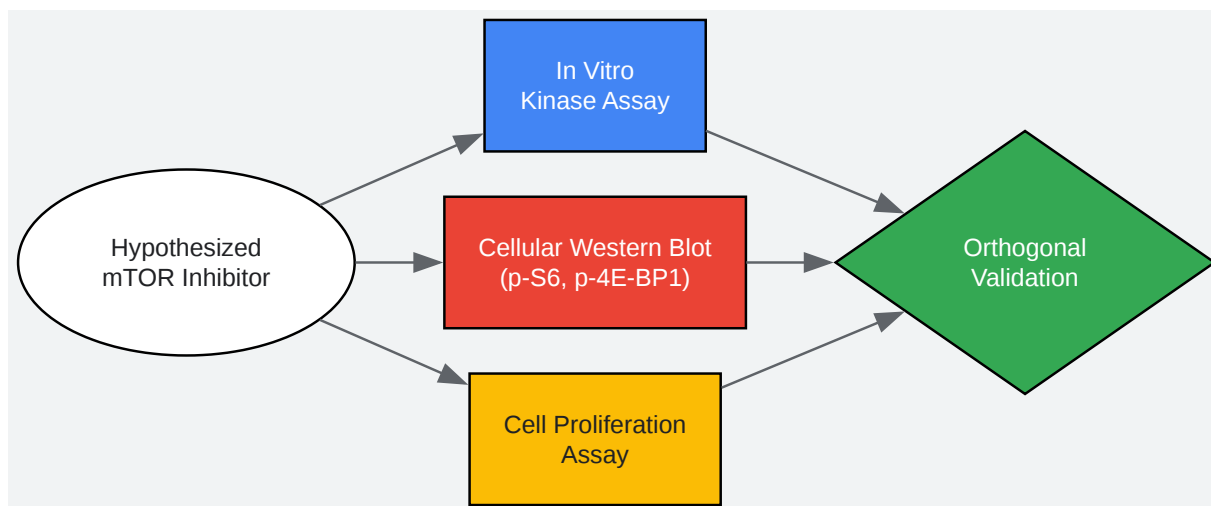 In Vitro
Kinase Assay
Hypothesized
mTOR Inhibitor
Cellular Western Blot
(p-S6, p-4E-BP1)
Orthogonal
Validation
Cell Proliferation
Assay